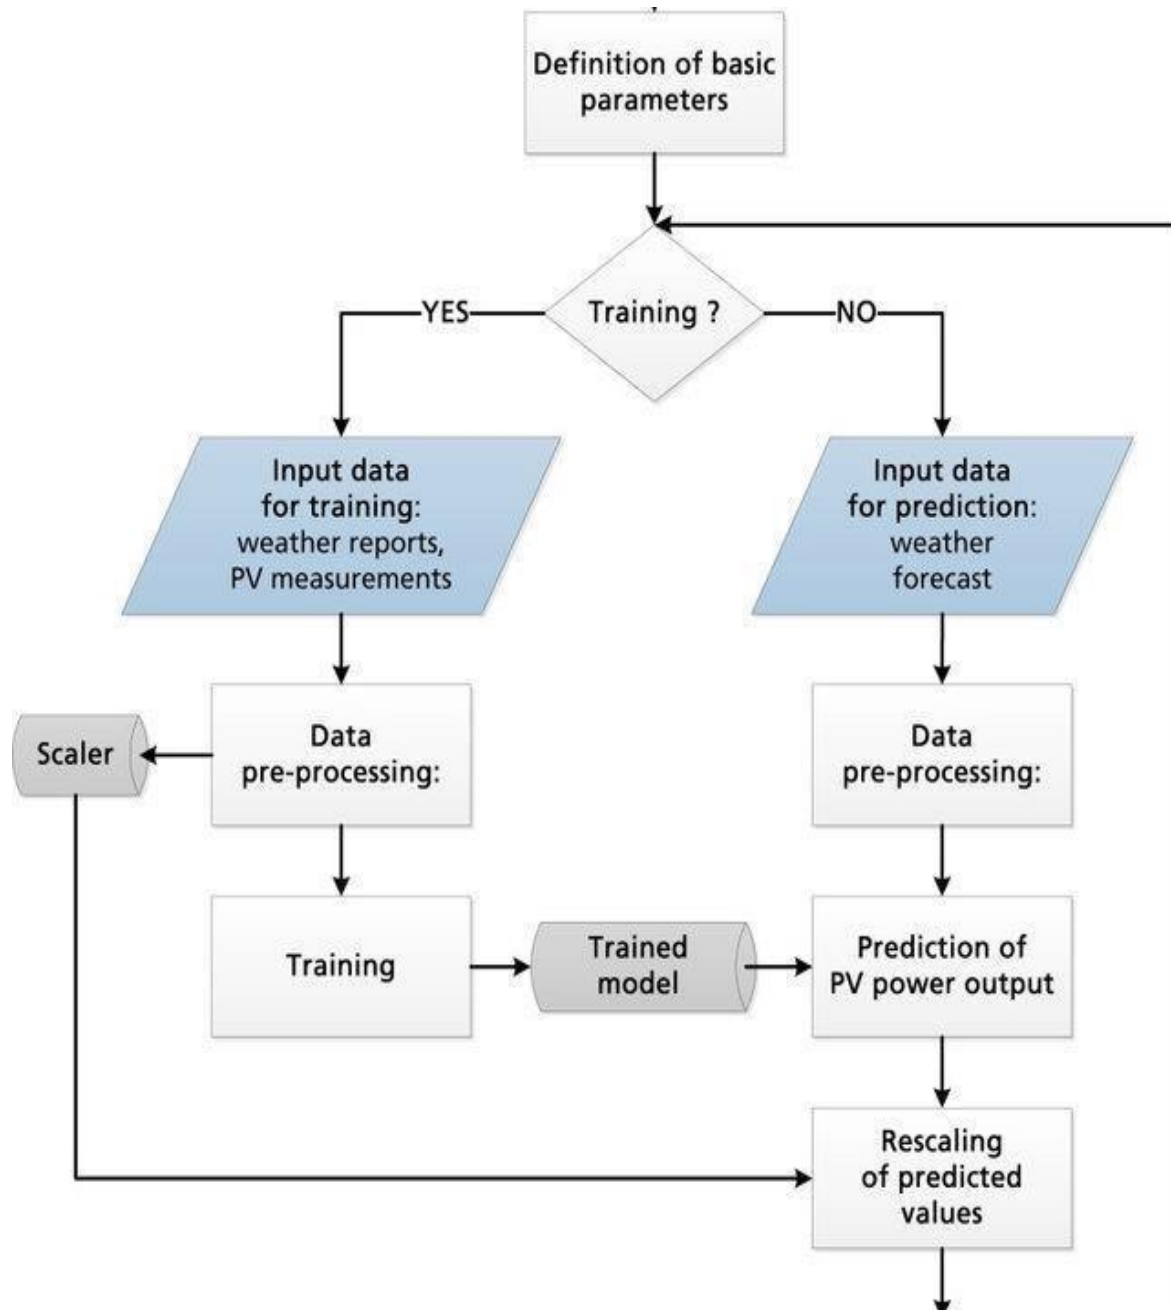 Definition of basic
parameters
Training ?
YES
NO
Input data
for training:
weather reports,
PV measurements
Input data
for prediction:
weather
forecast
Scaler
Data
pre-processing:
Data
pre-processing:
Training
Trained
model
Prediction of
PV power output
Rescaling
of predicted
values